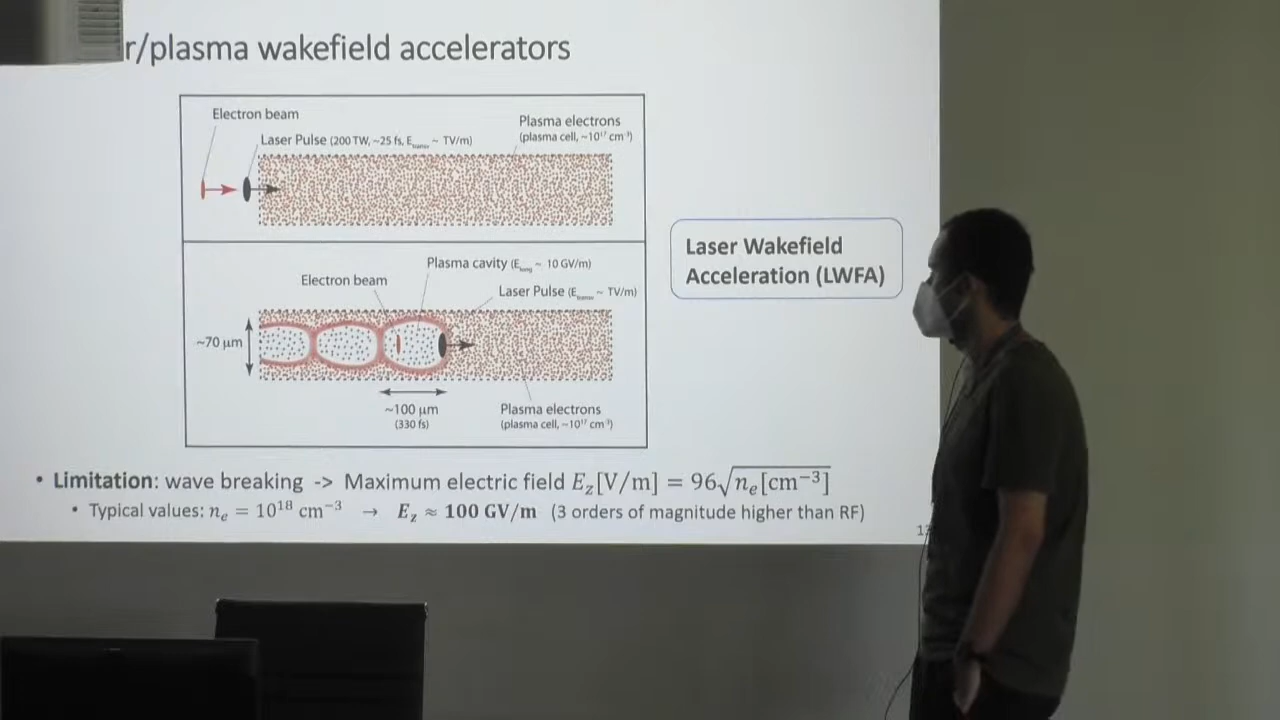 r/plasma wakefield accelerators
Electron beam
Laser Pulse (200 TW, ~25 fs, E_trans ~ TV/m)
Plasma electrons
(plasma cell, ~10¹⁷ cm⁻³)
Plasma cavity (E_long ~ 10 GV/m)
Electron beam
Laser Pulse (E_trans ~ TV/m)
~70 μm
~100 μm
(330 fs)
Plasma electrons
(plasma cell, ~10¹⁷ cm⁻³)
Laser Wakefield
Acceleration (LWFA)
• Limitation: wave breaking -> Maximum electric field E_z[V/m] = 96√n_e[cm⁻³]
• Typical values: n_e = 10¹⁸ cm⁻³ → E_z ≈ 100 GV/m (3 orders of magnitude higher than RF)